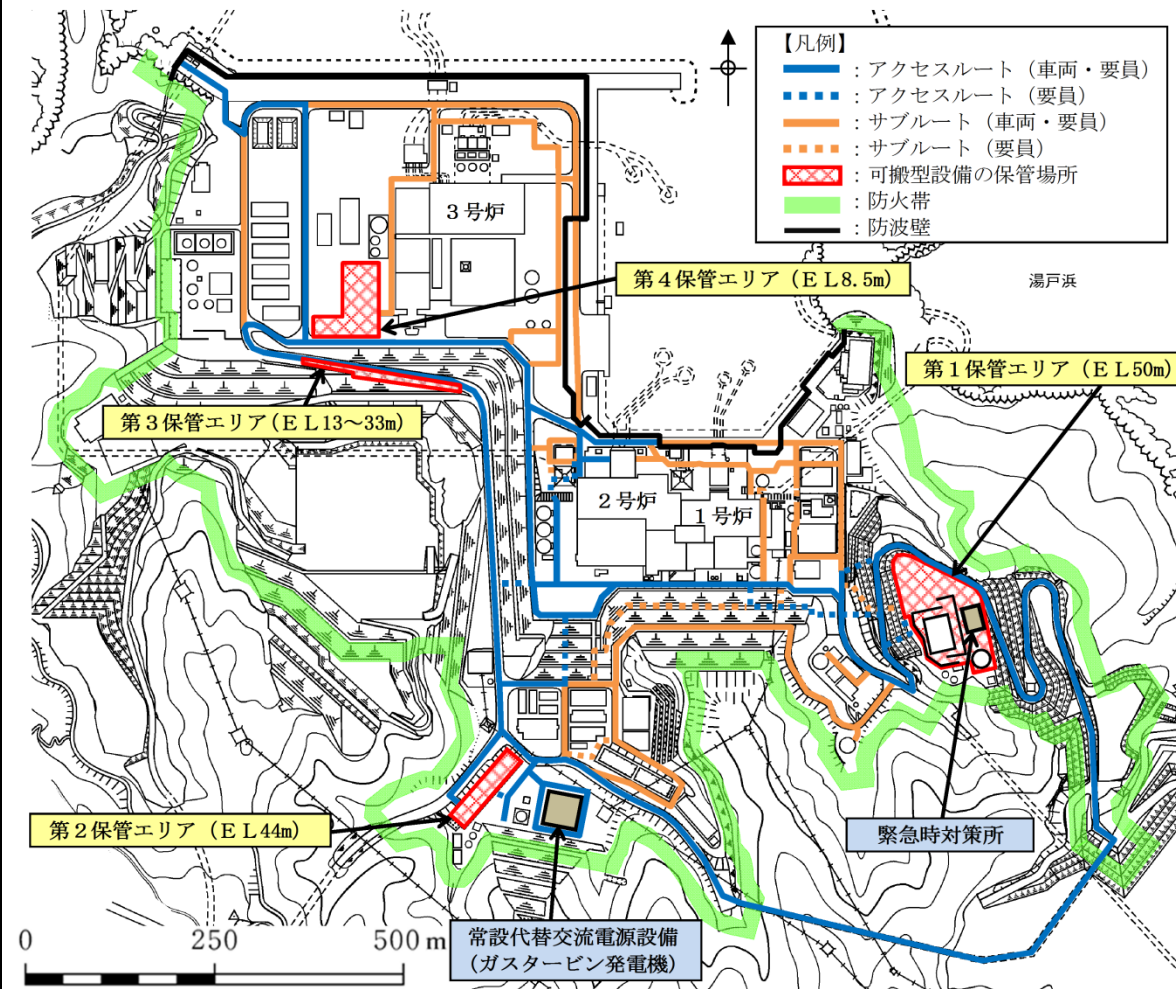 【凡例】
：アクセスルート（車両・要員）
：アクセスルート（要員）
：サブルート（車両・要員）
：サブルート（要員）
：可搬型設備の保管場所
：防火帯
：防波壁
3号炉
第4保管エリア（EL8.5m）
湯戸浜
第1保管エリア（EL50m）
第3保管エリア(EL13～33m)
2号炉
1号炉
第2保管エリア（EL44m）
緊急時対策所
常設代替交流電源設備
(ガスタービン発電機)
0 250 500 m